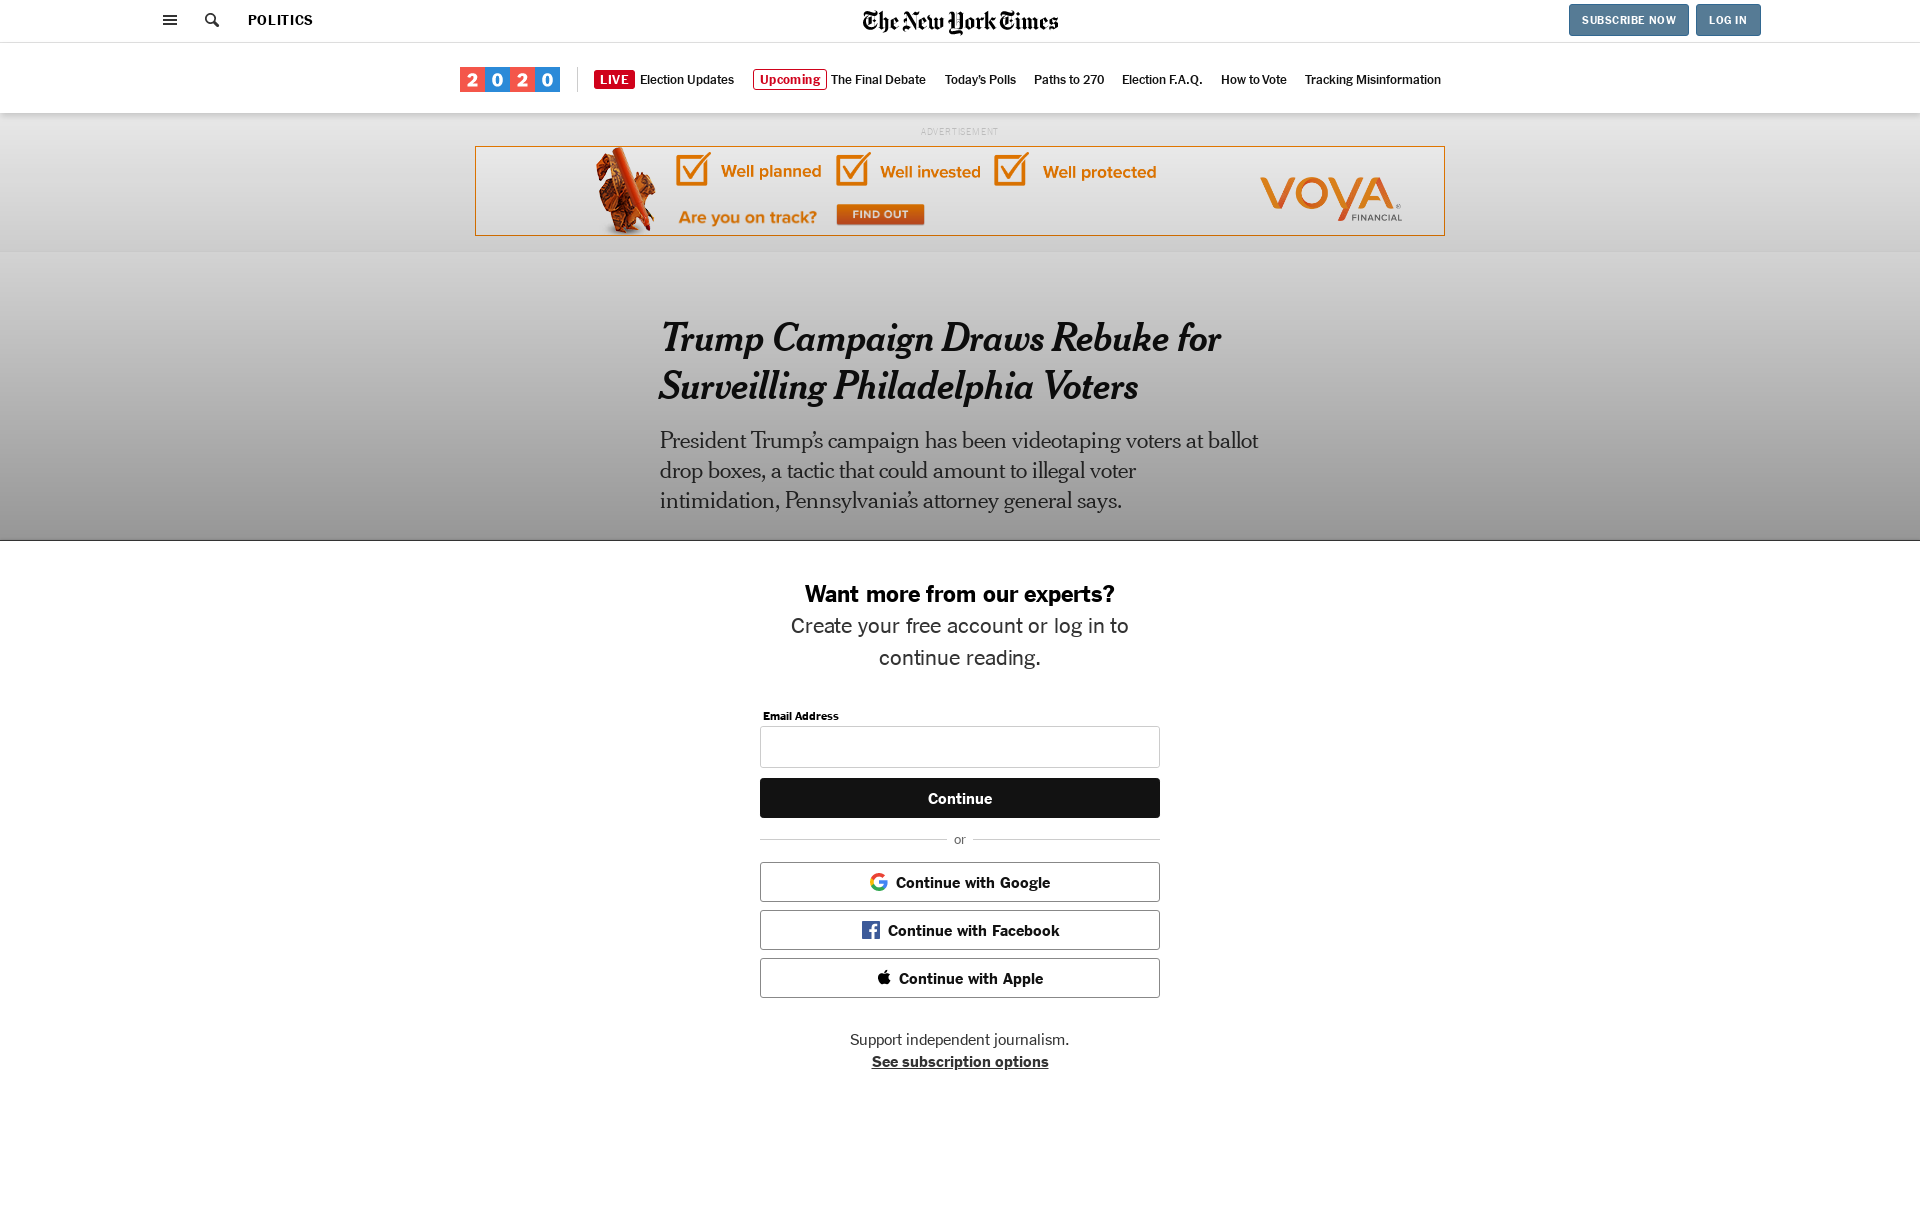 POLITICS
The New York Times
SUBSCRIBE NOW
LOG IN
2020
LIVE Election Updates
Upcoming The Final Debate
Today's Polls
Paths to 270
Election F.A.Q.
How to Vote
Tracking Misinformation
ADVERTISEMENT
Well planned
Well invested
Well protected
Are you on track?
FIND OUT
VOYA®
FINANCIAL
Trump Campaign Draws Rebuke for
Surveilling Philadelphia Voters
President Trump’s campaign has been videotaping voters at ballot
drop boxes, a tactic that could amount to illegal voter
intimidation, Pennsylvania’s attorney general says.
Want more from our experts?
Create your free account or log in to
continue reading.
Email Address
Continue
or
Continue with Google
Continue with Facebook
Continue with Apple
Support independent journalism.
See subscription options